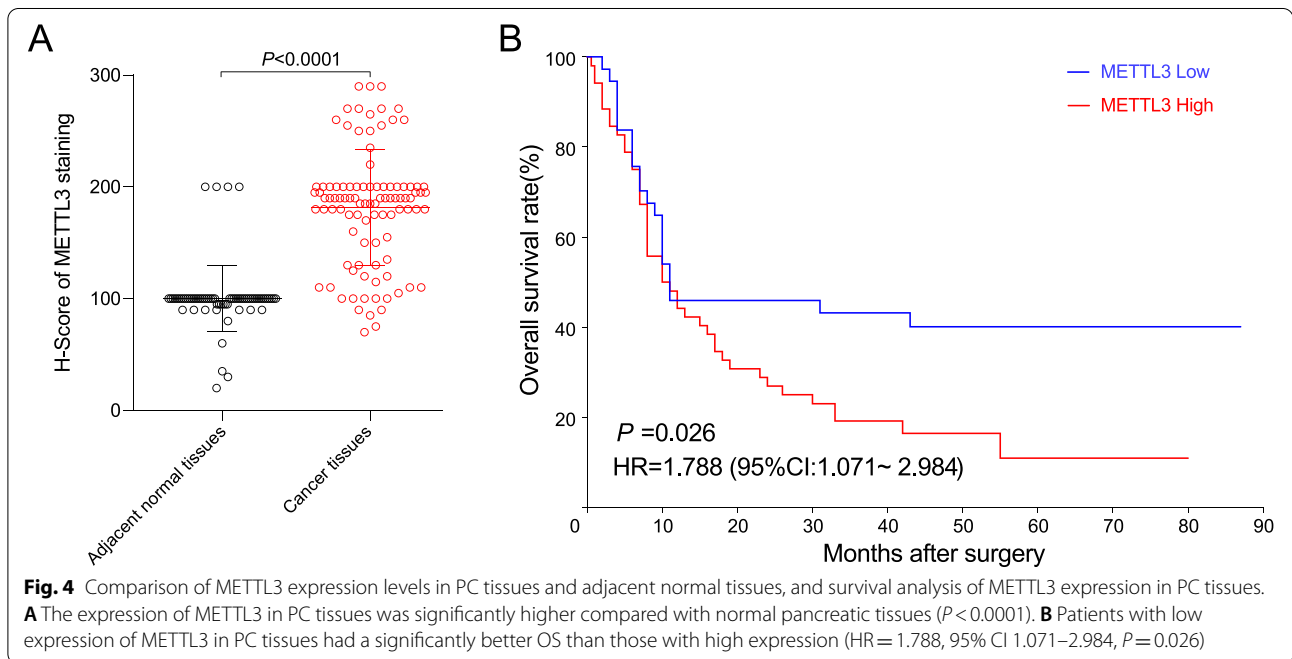 A
P<0.0001
300
200
100
0
H-Score of METTL3 staining
Adjacent normal tissues
Cancer tissues
B
METTL3 Low
METTL3 High
100
80
60
40
20
Overall survival rate(%)
P =0.026
HR=1.788 (95%CI:1.071~ 2.984)
0 10 20 30 40 50 60 70 80 90
Months after surgery
Fig. 4 Comparison of METTL3 expression levels in PC tissues and adjacent normal tissues, and survival analysis of METTL3 expression in PC tissues.
A The expression of METTL3 in PC tissues was significantly higher compared with normal pancreatic tissues (P < 0.0001). B Patients with low
expression of METTL3 in PC tissues had a significantly better OS than those with high expression (HR = 1.788, 95% CI 1.071–2.984, P = 0.026)